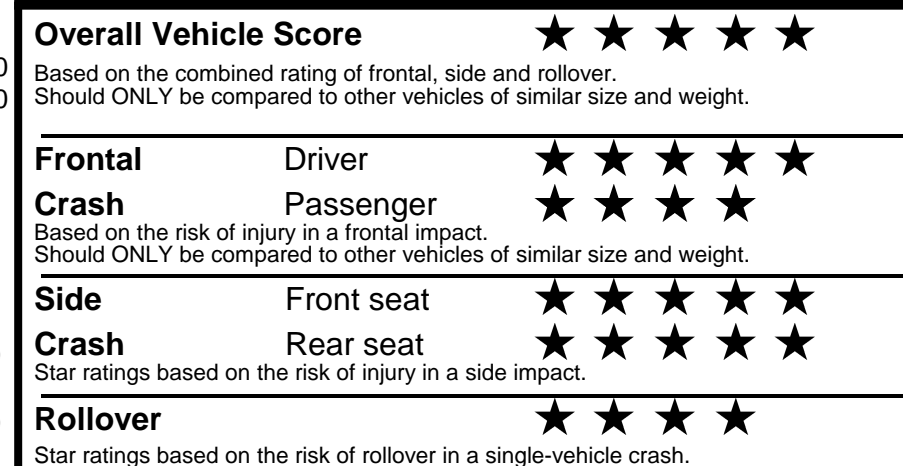 Overall Vehicle Score ★ ★ ★ ★ ★
0 Based on the combined rating of frontal, side and rollover.
0 Should ONLY be compared to other vehicles of similar size and weight.
Frontal Driver ★ ★ ★ ★ ★
Crash Passenger ★ ★ ★ ★
Based on the risk of injury in a frontal impact.
Should ONLY be compared to other vehicles of similar size and weight.
Side Front seat ★ ★ ★ ★ ★
Crash Rear seat ★ ★ ★ ★ ★
Star ratings based on the risk of injury in a side impact.
Rollover ★ ★ ★ ★
Star ratings based on the risk of rollover in a single-vehicle crash.